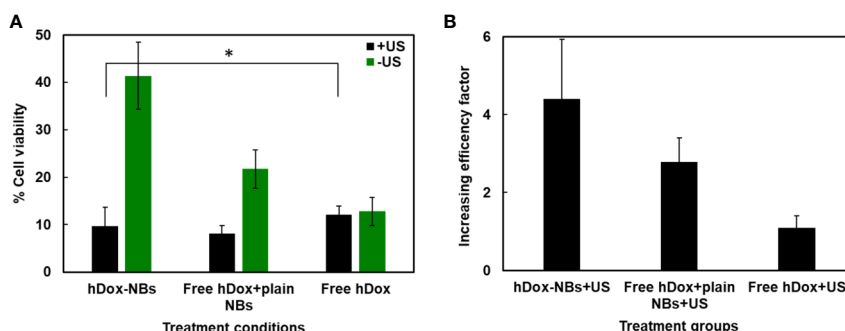 A
50
40
30
20
10
0
% Cell viability
+US
-US
*
hDox-NBs
Free hDox+plain
NBs
Free hDox
Treatment conditions
B
6
4
2
0
Increasing efficency factor
hDox-NBs+US
Free hDox+plain
NBs+US
Free hDox+US
Treatment groups